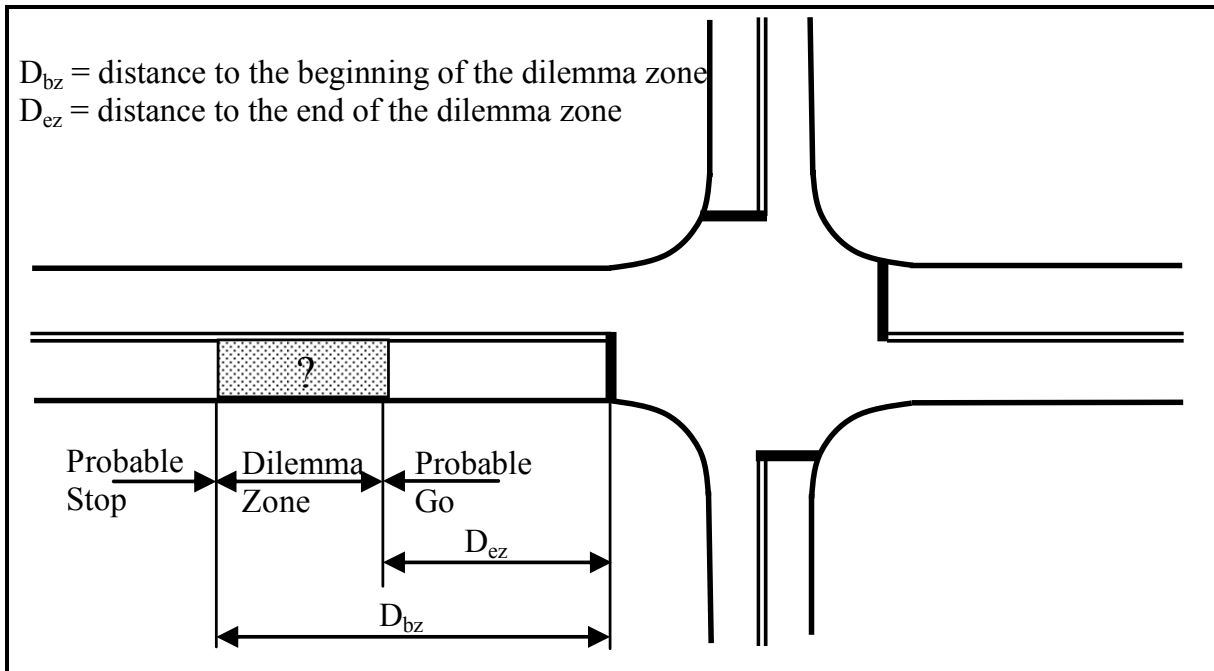 D_bz = distance to the beginning of the dilemma zone
D_ez = distance to the end of the dilemma zone
?
Probable Dilemma Probable
Stop Zone Go
D_ez
D_bz